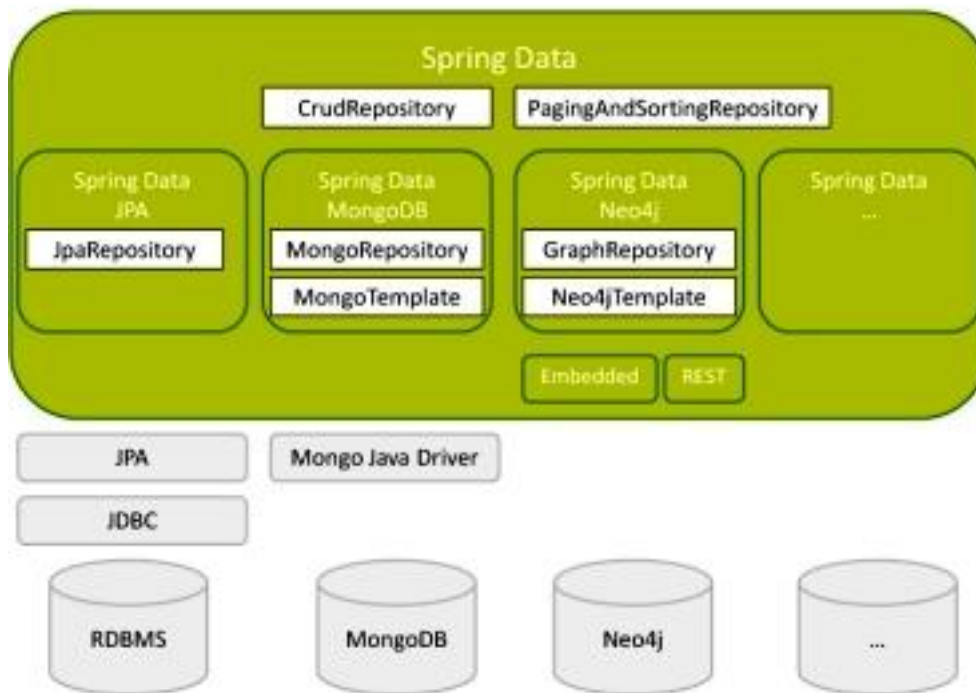 Spring Data
CrudRepository
PagingAndSortingRepository
Spring Data
JPA
JpaRepository
Spring Data
MongoDB
MongoRepository
MongoTemplate
Spring Data
Neo4j
GraphRepository
Neo4jTemplate
Spring Data
...
Embedded
REST
JPA
Mongo Java Driver
JDBC
RDBMS
MongoDB
Neo4j
...